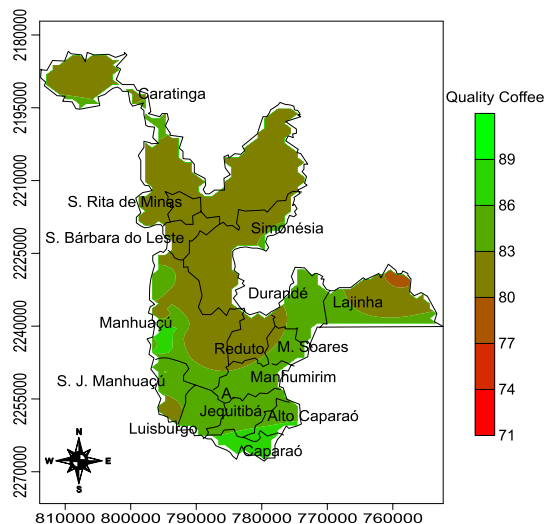 2180000
2195000
2210000
2225000
2240000
2255000
2270000
810000 800000 790000 780000 770000 760000
Caratinga
S. Rita de Minas
S. Bárbara do Leste
Simonésia
Durandé
Lajinha
Manhuaçú
Reduto
M. Soares
S. J. Manhuaçú
Manhumirim
A.
Jequitibá
Alto Caparaó
Luisburgo
Caparaó
N
W
E
S
Quality Coffee
89
86
83
80
77
74
71